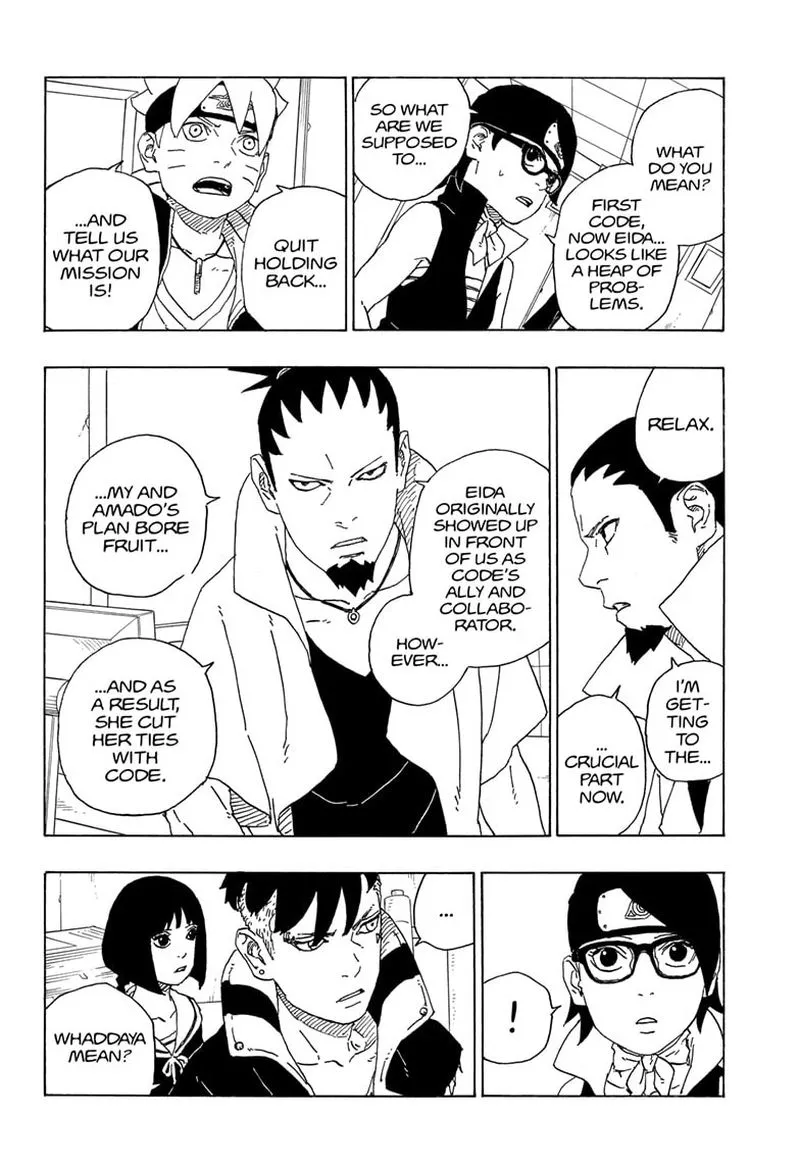 WHAT
DO YOU
MEAN?
FIRST
CODE,
NOW EIDA...
LOOKS LIKE
A HEAP OF
PROB-
LEMS.
SO WHAT
ARE WE
SUPPOSED
TO...
QUIT
HOLDING
BACK...
...AND
TELL US
WHAT OUR
MISSION
IS!
RELAX.
I'M
GET-
TING
TO
THE...
...
CRUCIAL
PART
NOW.
EIDA
ORIGINALLY
SHOWED UP
IN FRONT
OF US AS
CODE'S
ALLY AND
COLLABO-
RATOR.
HOW-
EVER...
...MY AND
AMADO'S
PLAN BORE
FRUIT...
...AND AS
A RESULT,
SHE CUT
HER TIES
WITH
CODE.
!
...
WHADDAYA
MEAN?